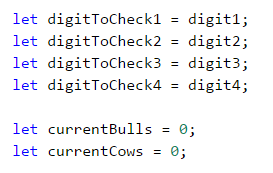 let digitToCheck1 = digit1;
let digitToCheck2 = digit2;
let digitToCheck3 = digit3;
let digitToCheck4 = digit4;
let currentBulls = 0;
let currentCows = 0;